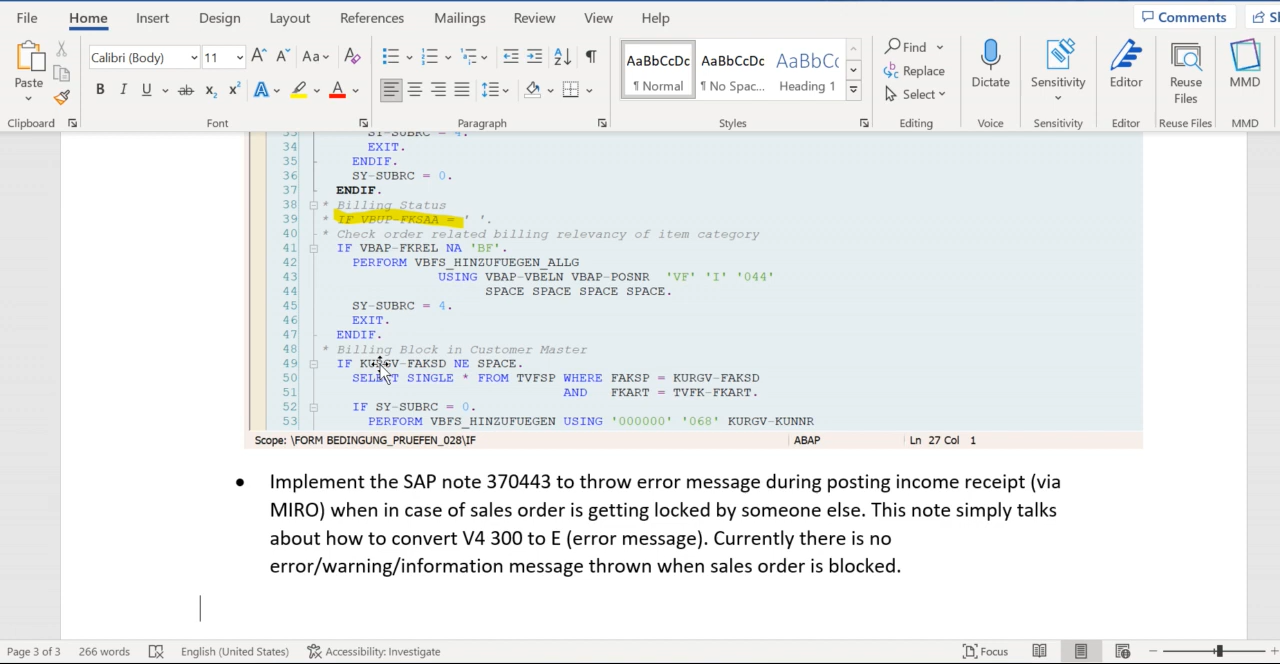 File Home Insert Design Layout References Mailings Review View Help Comments
Calibri (Body) 11 Aa A AaBbCcDc AaBbCcDc AaBbCc Find
Paste B I U ab x₂ x² A A ¶ Normal ¶ No Spac... Heading 1 Replace Dictate Sensitivity Editor Reuse Files MMD
Select
Clipboard Font Paragraph Styles Editing Voice Sensitivity Editor Reuse Files MMD
33 SY-SUBRC = 4.
34 EXIT.
35 ENDIF.
36 SY-SUBRC = 0.
37 ENDIF.
38 * Billing Status
39 * IF VBUP-FKSAA = ' '.
40 * Check order related billing relevancy of item category
41 IF VBAP-FKREL NA 'BF'.
42 PERFORM VBFS_HINZUFUEGEN_ALLG
43 USING VBAP-VBELN VBAP-POSNR 'VF' 'I' '044'
44 SPACE SPACE SPACE SPACE.
45 SY-SUBRC = 4.
46 EXIT.
47 ENDIF.
48 * Billing Block in Customer Master
49 IF KURGV-FAKSD NE SPACE.
50 SELECT SINGLE * FROM TVFSP WHERE FAKSP = KURGV-FAKSD
51 AND FKART = TVFK-FKART.
52 IF SY-SUBRC = 0.
53 PERFORM VBFS_HINZUFUEGEN USING '000000' '068' KURGV-KUNNR
Scope: \FORM BEDINGUNG_PRUEFEN_028\IF ABAP Ln 27 Col 1
• Implement the SAP note 370443 to throw error message during posting income receipt (via
MIRO) when in case of sales order is getting locked by someone else. This note simply talks
about how to convert V4 300 to E (error message). Currently there is no
error/warning/information message thrown when sales order is blocked.
Page 3 of 3 266 words English (United States) Accessibility: Investigate Focus